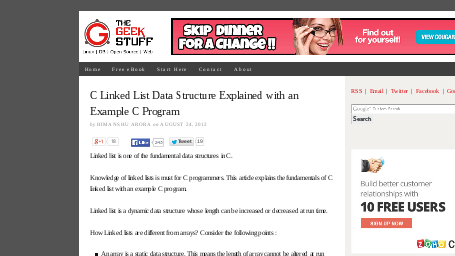 THE
GEEK
STUFF
Linux | DB | Open Source | Web
SKIP DINNER
FOR A CHANGE !!
Find out
for yourself!
VIEW COUGAR
Home Free eBook Start Here Contact About
C Linked List Data Structure Explained with an
Example C Program
by HIMANSHU ARORA on AUGUST 24, 2012
+1 18 Like Tweet 19
Linked list is one of the fundamental data structures in C.
Knowledge of linked lists is must for C programmers. This article explains the fundamentals of C
linked list with an example C program.
Linked list is a dynamic data structure whose length can be increased or decreased at run time.
How Linked lists are different from arrays? Consider the following points :
An array is a static data structure. This means the length of array cannot be altered at run
RSS | Email | Twitter | Facebook | Go
Google Custom Search
Search
Build better customer
relationships with
10 FREE USERS
SIGN UP NOW
ZOHO C